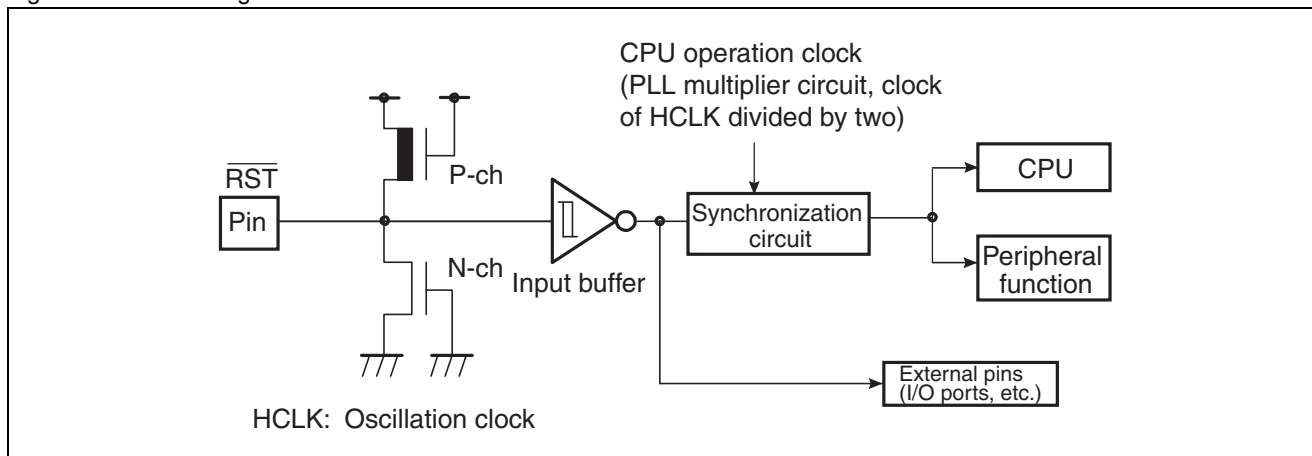 CPU operation clock
(PLL multiplier circuit, clock
of HCLK divided by two)
RST
P-ch
CPU
Pin
Synchronization
circuit
N-ch
Input buffer
Peripheral
function
External pins
(I/O ports, etc.)
HCLK: Oscillation clock